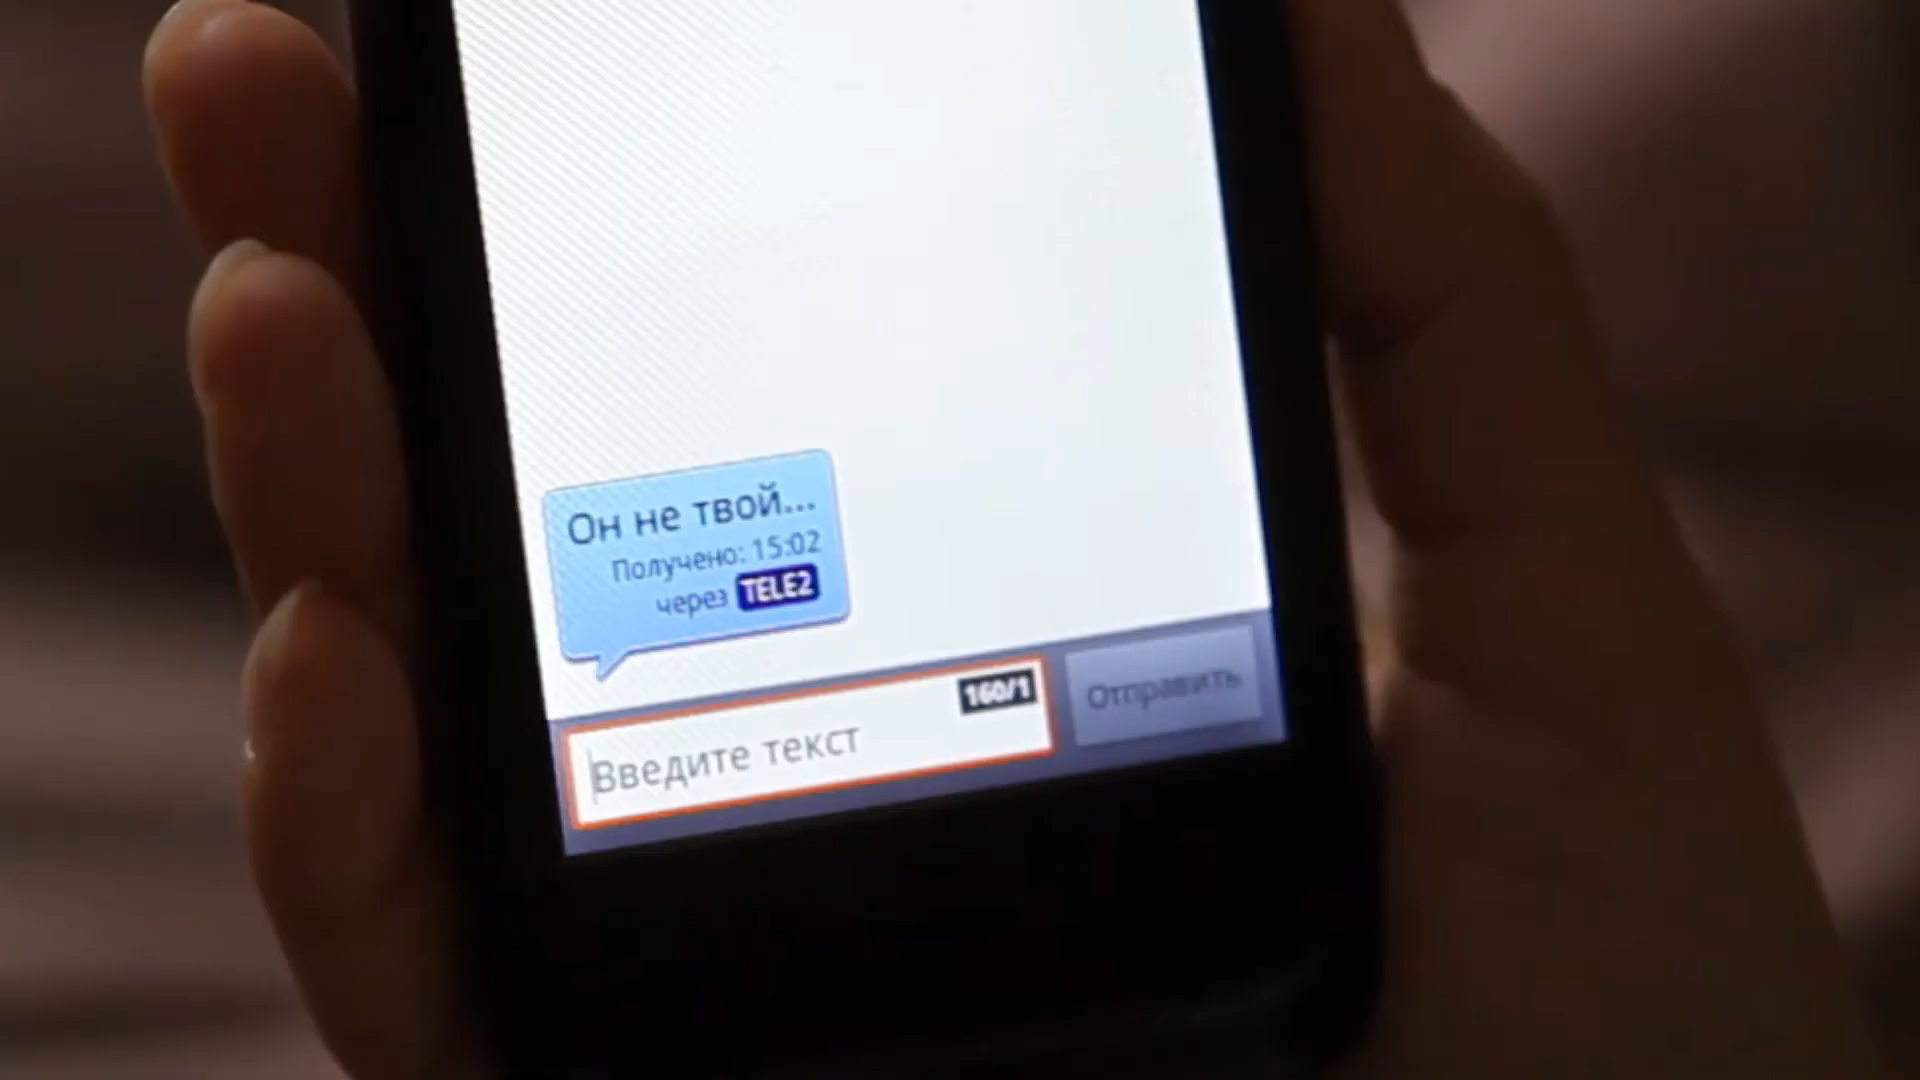 Он не твой...
Получено: 15:02
через TELE2
160/1
Введите текст
Отправить